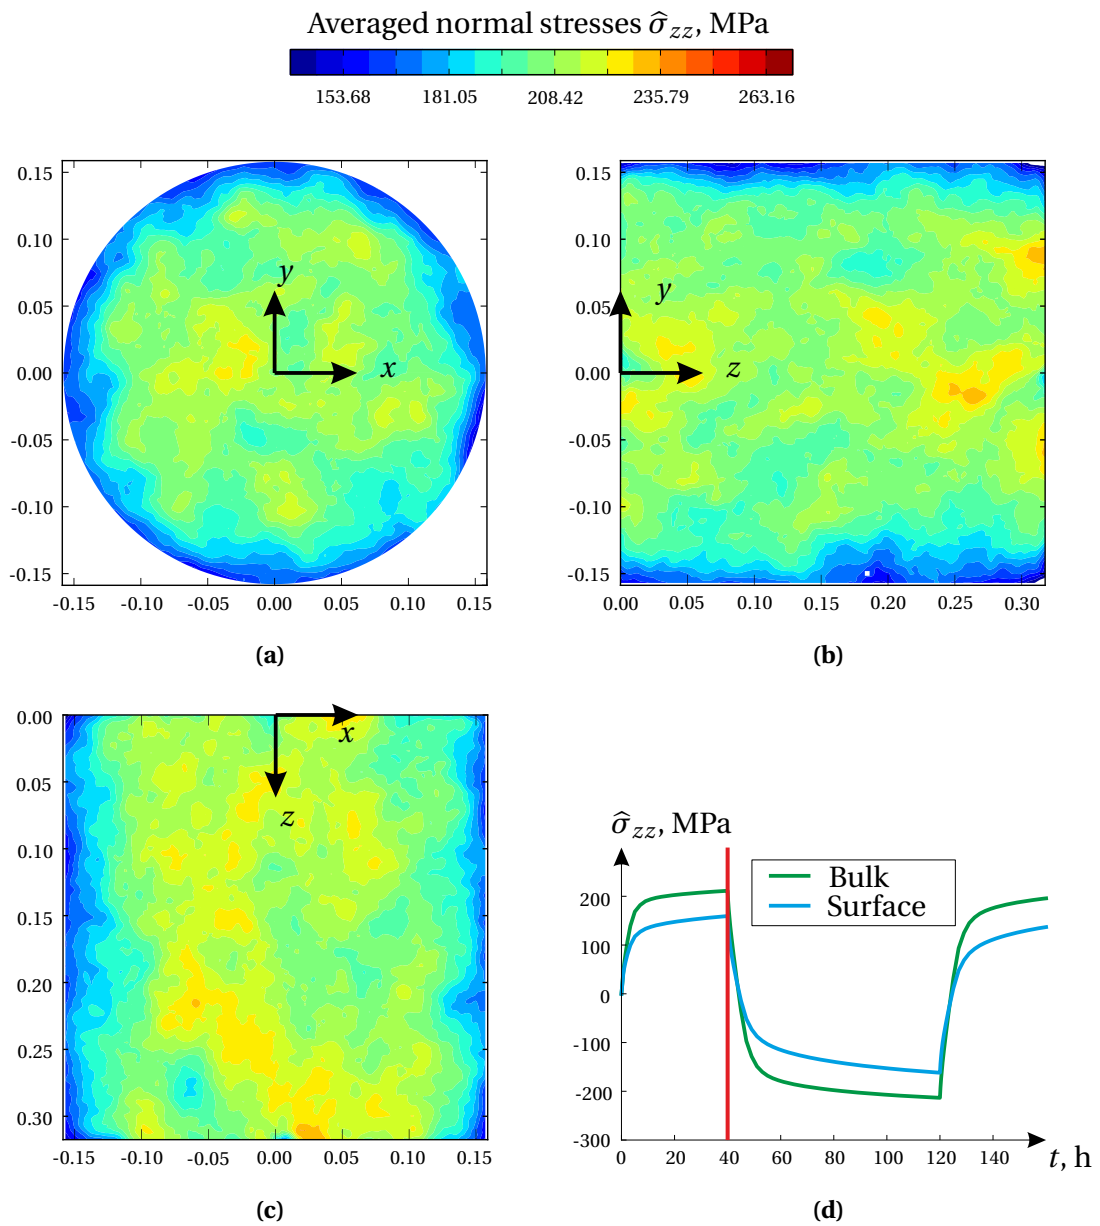 Averaged normal stresses σ̂zz, MPa
153.68 181.05 208.42 235.79 263.16
0.15
0.10
0.05
0.00
-0.05
-0.10
-0.15
-0.15 -0.10 -0.05 0.00 0.05 0.10 0.15
y
x
(a)
0.15
0.10
0.05
0.00
-0.05
-0.10
-0.15
0.00 0.05 0.10 0.15 0.20 0.25 0.30
y
z
(b)
0.00
0.05
0.10
0.15
0.20
0.25
0.30
-0.15 -0.10 -0.05 0.00 0.05 0.10 0.15
x
z
(c)
σ̂zz, MPa
200
100
0
-100
-200
-300
0 20 40 60 80 100 120 140
t, h
Bulk
Surface
(d)